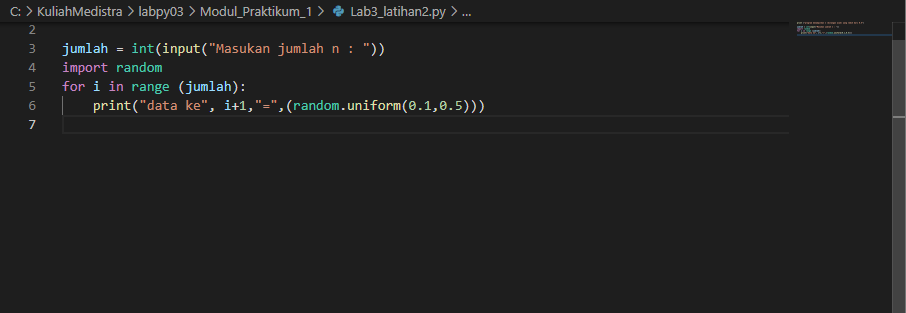 C: > KuliahMedistra > labpy03 > Modul_Praktikum_1 > Lab3_latihan2.py > ...
2
3 jumlah = int(input("Masukan jumlah n : "))
4 import random
5 for i in range (jumlah):
6     print("data ke", i+1,"=",(random.uniform(0.1,0.5)))
7